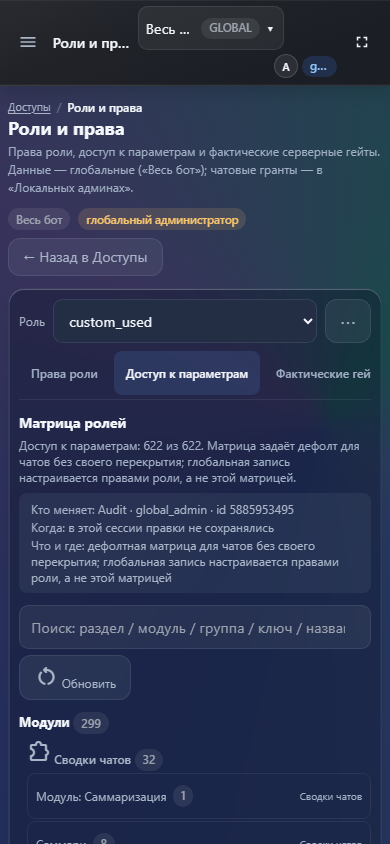 Роли и пр...
Весь ...
GLOBAL
A
g...
Доступы / Роли и права
Роли и права
Права роли, доступ к параметрам и фактические серверные гейты.
Данные — глобальные («Весь бот»); чатовые гранты — в
«Локальных админах».
Весь бот
глобальный администратор
← Назад в Доступы
Роль
custom_used
...
Права роли
Доступ к параметрам
Фактические гей
Матрица ролей
Доступ к параметрам: 622 из 622. Матрица задаёт дефолт для
чатов без своего перекрытия; глобальная запись
настраивается правами роли, а не этой матрицей.
Кто меняет: Audit · global_admin · id 5885953495
Когда: в этой сессии правки не сохранялись
Что и где: дефолтная матрица для чатов без своего
перекрытия; глобальная запись настраивается правами
роли, а не этой матрицей
Поиск: раздел / модуль / группа / ключ / назва
Обновить
Модули 299
Сводки чатов 32
Модуль: Саммаризация 1
Сводки чатов